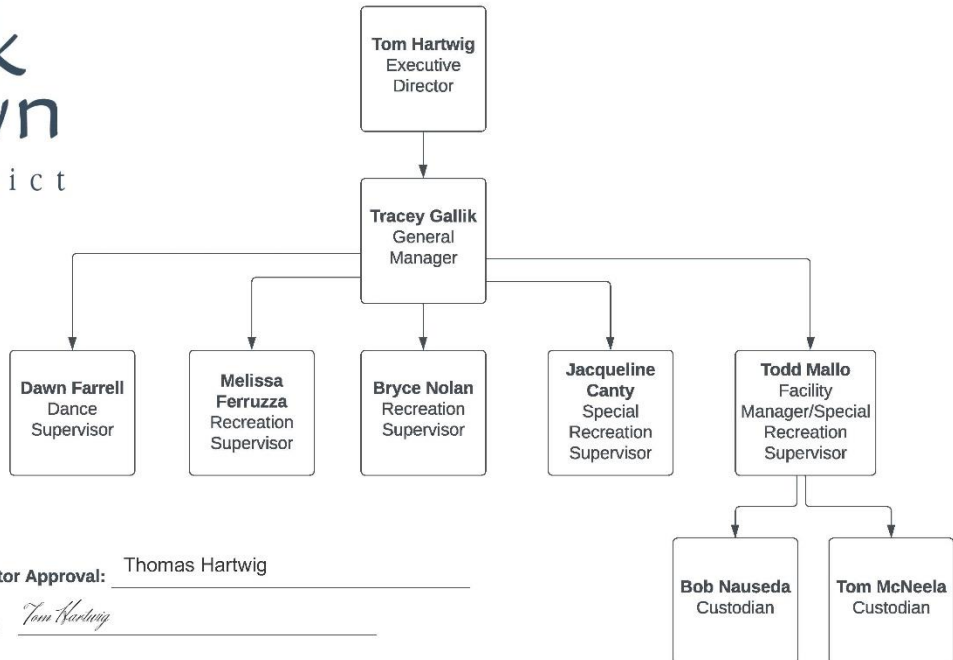 Tom Hartwig
Executive
Director
Tracey Gallik
General
Manager
Dawn Farrell
Dance
Supervisor
Melissa
Ferruzza
Recreation
Supervisor
Bryce Nolan
Recreation
Supervisor
Jacqueline
Canty
Special
Recreation
Supervisor
Todd Mallo
Facility
Manager/Special
Recreation
Supervisor
Bob Nauseda
Custodian
Tom McNeela
Custodian
Approval: Thomas Hartwig
Tom Hartwig